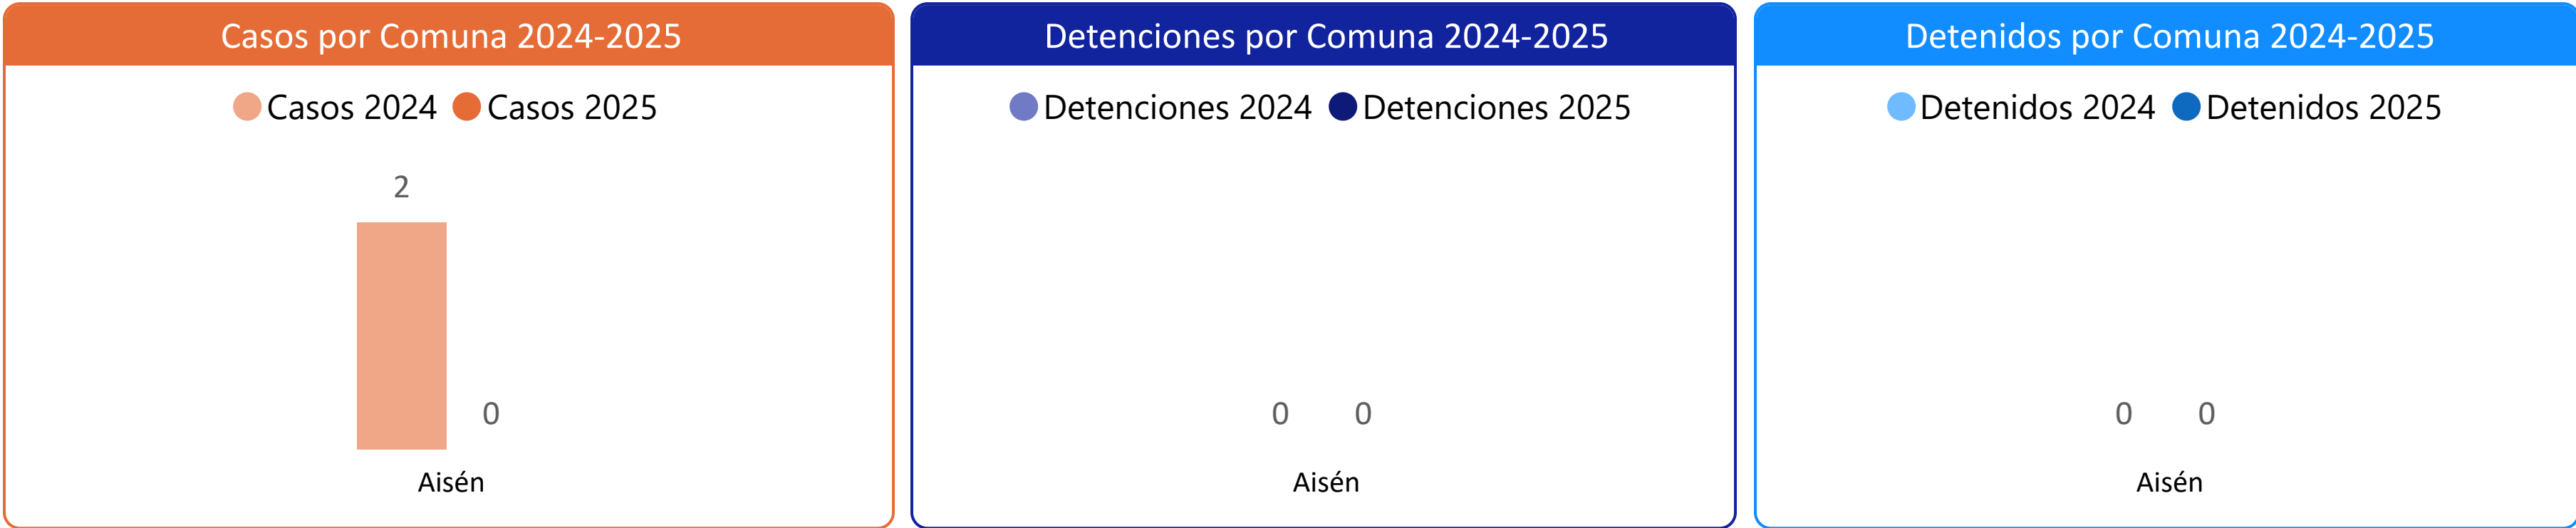 Casos por Comuna 2024-2025
Casos 2024 Casos 2025
2
0
Aisén
Detenciones por Comuna 2024-2025
Detenciones 2024 Detenciones 2025
0 0
Aisén
Detenidos por Comuna 2024-2025
Detenidos 2024 Detenidos 2025
0 0
Aisén